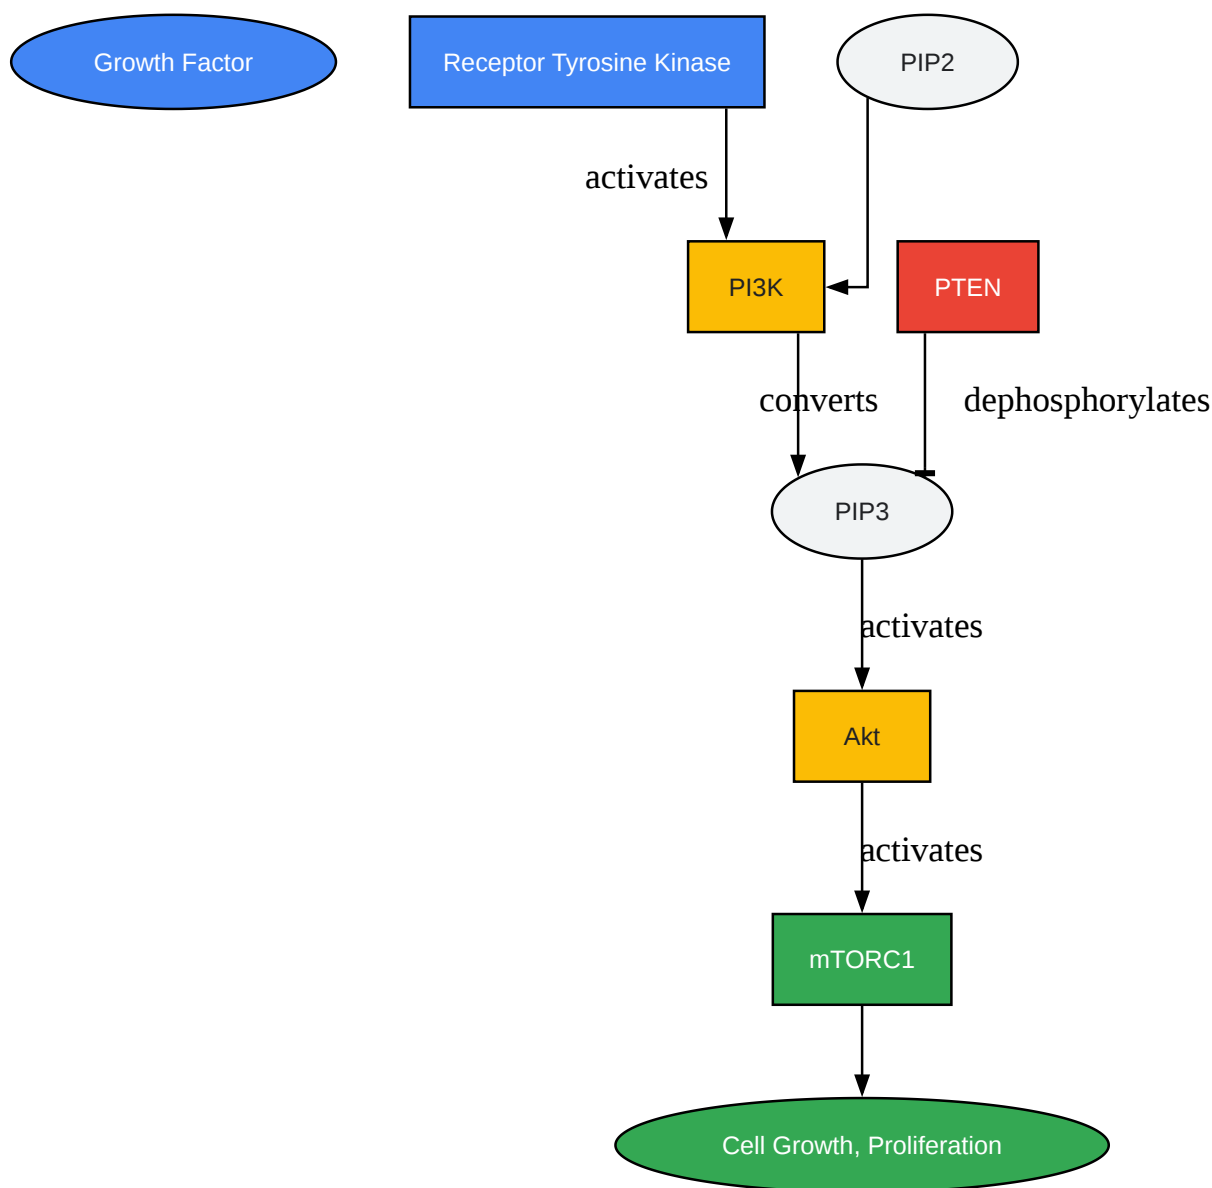 Growth Factor
Receptor Tyrosine Kinase
PIP2
activates
PI3K
PTEN
converts
dephosphorylates
PIP3
activates
Akt
activates
mTORC1
Cell Growth, Proliferation